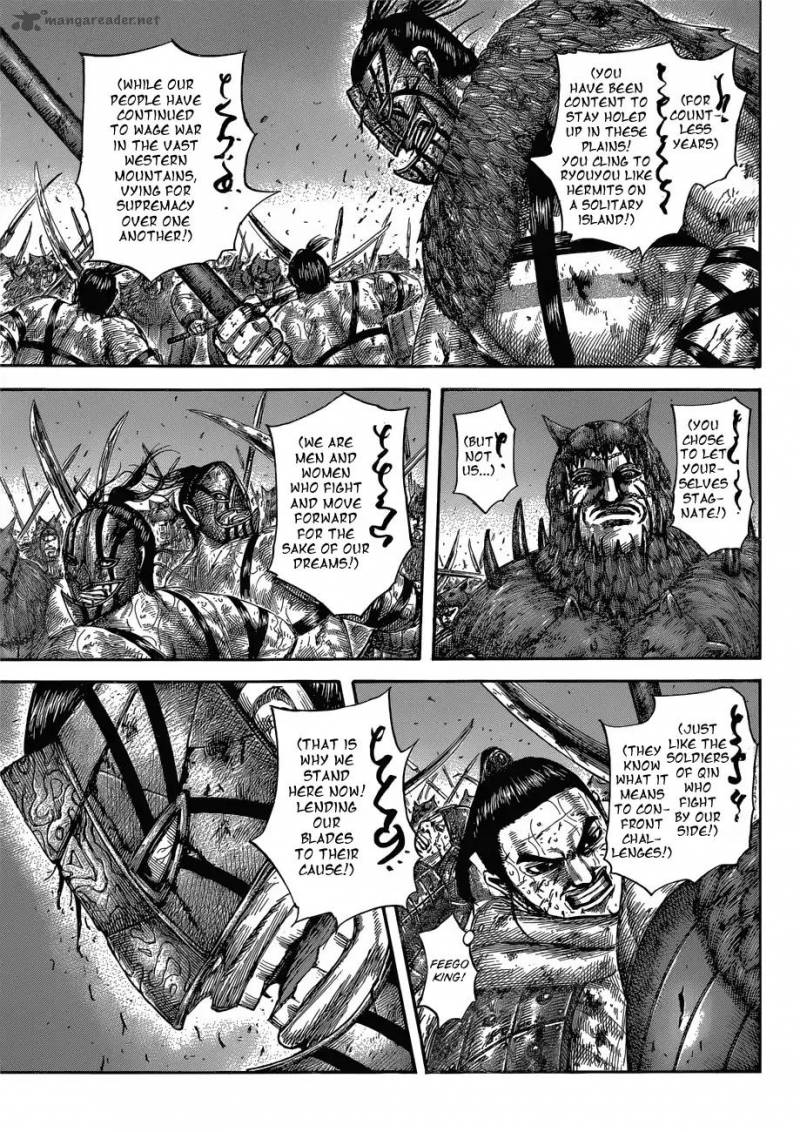 mangareader.net
(FOR
COUNT-
LESS
YEARS)
(YOU
HAVE BEEN
CONTENT TO
STAY HOLED
UP IN THESE
PLAINS!
YOU CLING TO
RYOUYOU LIKE
HERMITS ON
A SOLITARY
ISLAND!)
(WHILE OUR
PEOPLE HAVE
CONTINUED
TO WAGE WAR
IN THE VAST
WESTERN
MOUNTAINS,
VYING FOR
SUPREMACY
OVER ONE
ANOTHER!)
(YOU
CHOSE
TO LET
YOUR-
SELVES
STAG-
NATE!)
(BUT
NOT
US...)
(WE ARE
MEN AND
WOMEN
WHO FIGHT
AND MOVE
FORWARD
FOR THE
SAKE OF OUR
DREAMS!)
(JUST
LIKE THE
SOLDIERS
OF QIN
WHO
FIGHT
BY OUR
SIDE!)
(THEY
KNOW
WHAT IT
MEANS
TO CON-
FRONT
CHAL-
LENGES!)
FEEGO
KING!
(THAT IS
WHY WE
STAND
HERE NOW!
LENDING
OUR
BLADES
TO THEIR
CAUSE!)